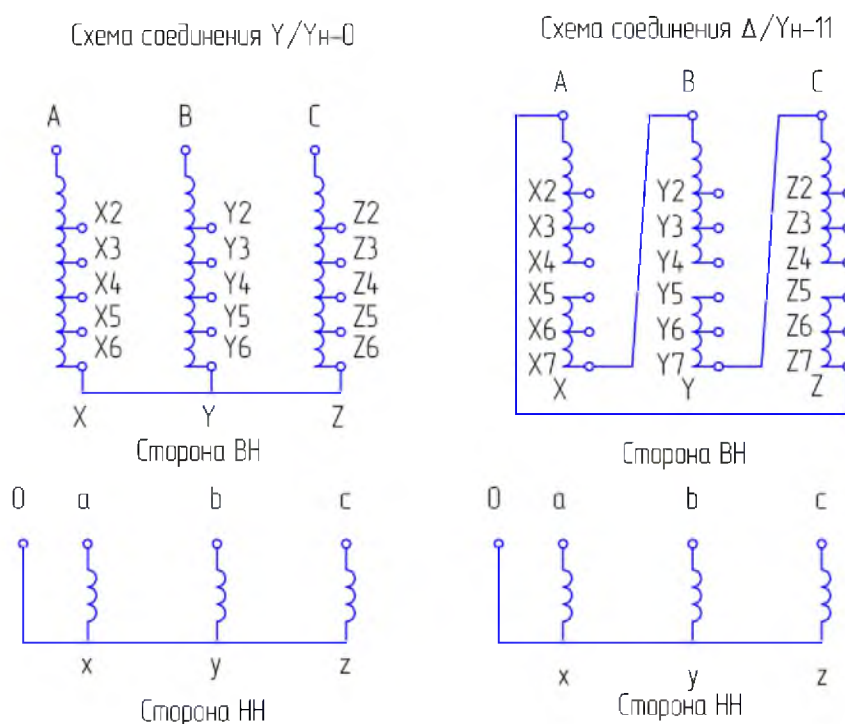 Схема соединения Y/Yн-0
A B C
X2 Y2 Z2
X3 Y3 Z3
X4 Y4 Z4
X5 Y5 Z5
X6 Y6 Z6
X Y Z
Сторона ВН
0 a b c
x y z
Сторона НН
Схема соединения Δ/Yн-11
A B C
X2 Y2 Z2
X3 Y3 Z3
X4 Y4 Z4
X5 Y5 Z5
X6 Y6 Z6
X7 Y7 Z7
X Y Z
Сторона ВН
0 a b c
x y z
Сторона НН